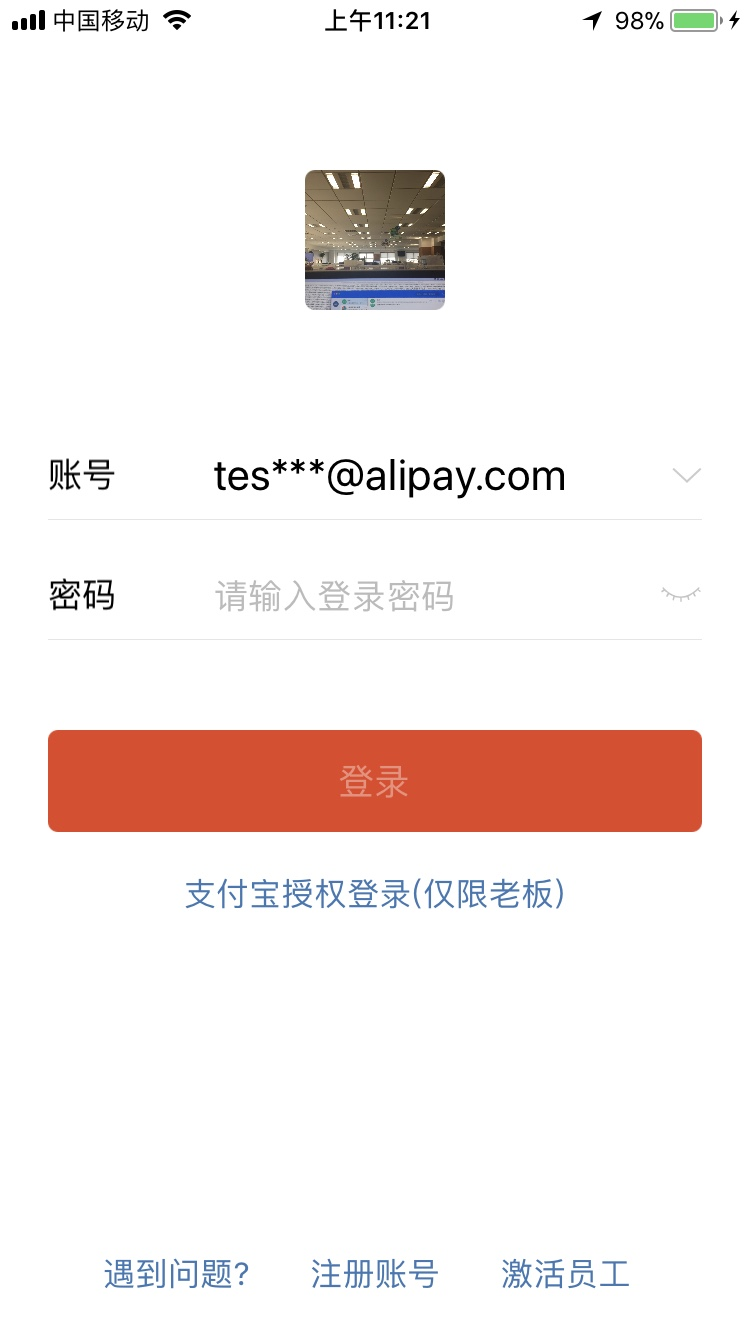 中国移动 上午11:21 98%
账号 tes***@alipay.com
密码 请输入登录密码
登录
支付宝授权登录(仅限老板)
遇到问题? 注册账号 激活员工